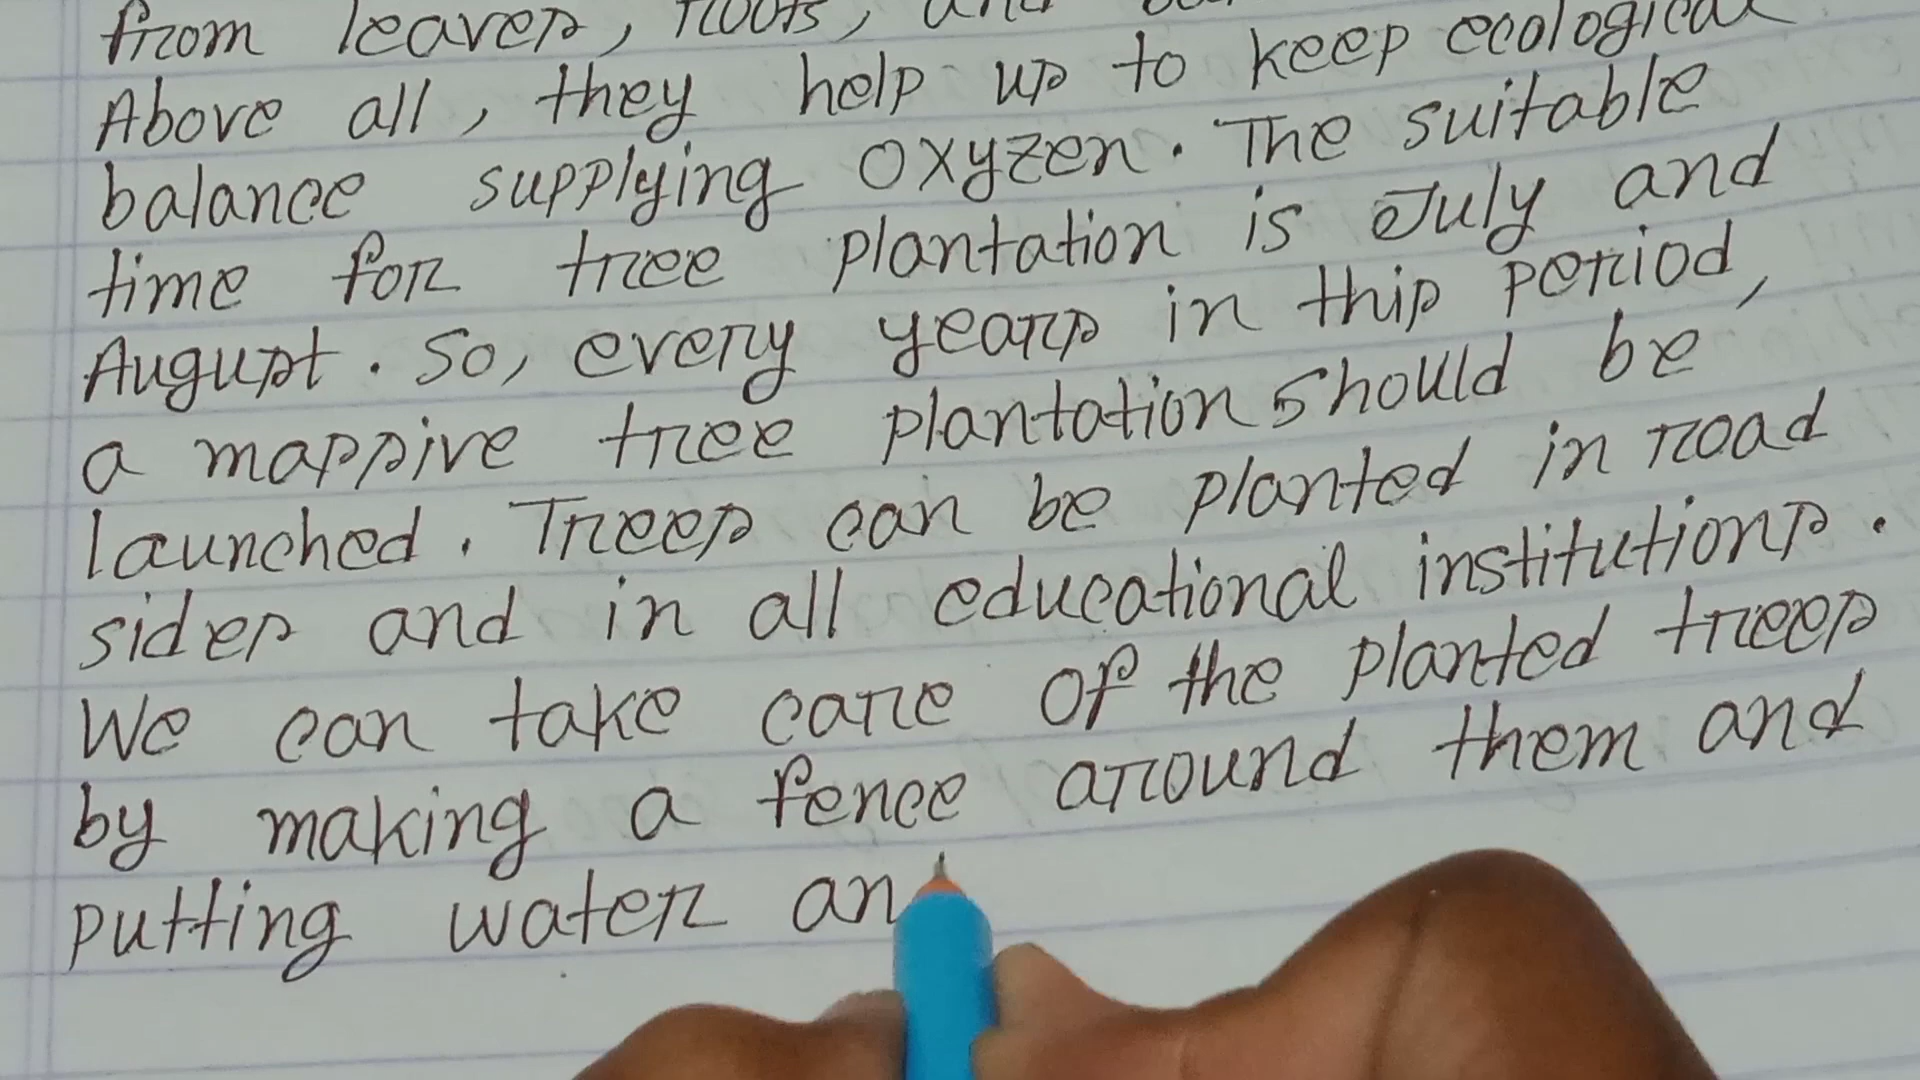 from leaves, roots, and
Above all, they help us to keep ecological
balance supplying oxyzen. The suitable
time for tree plantation is July and
August. So, every years in this period,
a massive tree plantation should be
launched. Trees can be planted in road
sides and in all educational institutions.
We can take care of the planted trees
by making a fence around them and
putting water an